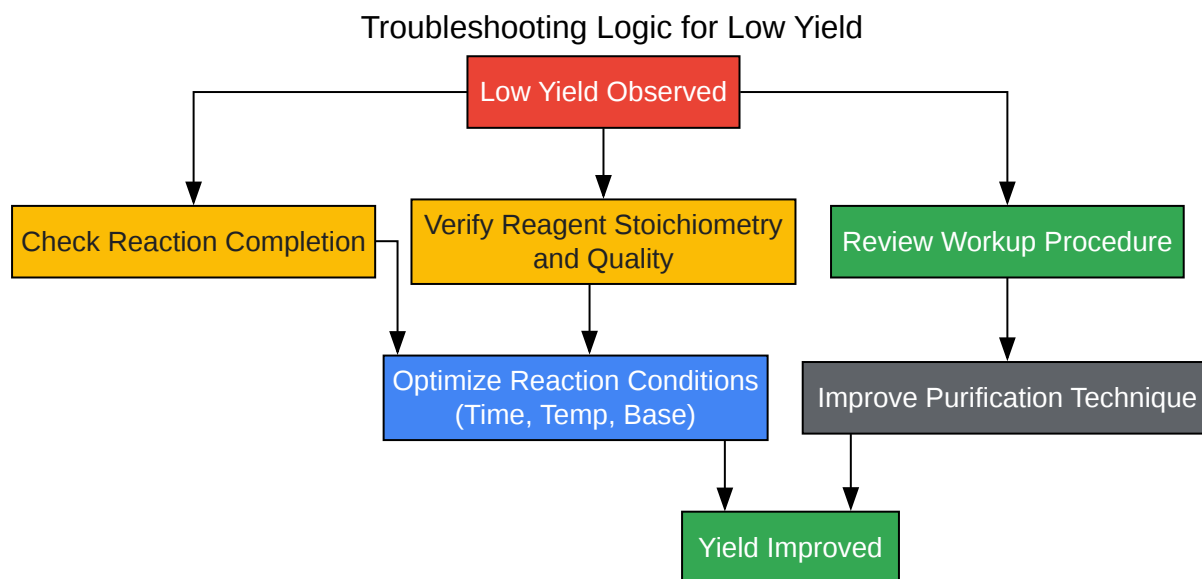 Troubleshooting Logic for Low Yield
Low Yield Observed
Check Reaction Completion
Verify Reagent Stoichiometry
and Quality
Review Workup Procedure
Optimize Reaction Conditions
(Time, Temp, Base)
Improve Purification Technique
Yield Improved